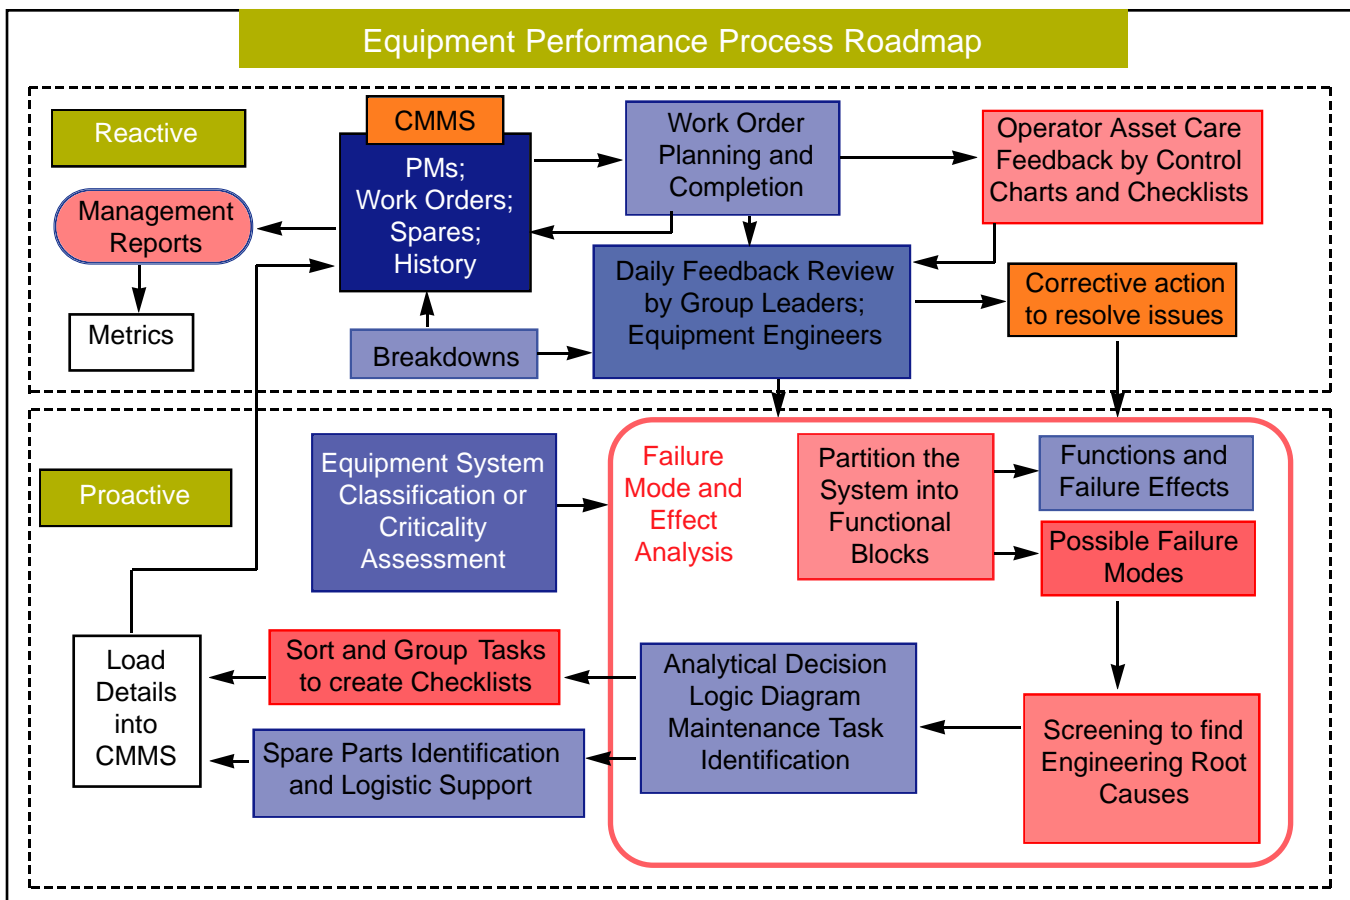 Equipment Performance Process Roadmap
Reactive
CMMS
PMs;
Work Orders;
Spares;
History
Work Order
Planning and
Completion
Operator Asset Care
Feedback by Control
Charts and Checklists
Management
Reports
Metrics
Breakdowns
Daily Feedback Review
by Group Leaders;
Equipment Engineers
Corrective action
to resolve issues
Proactive
Equipment System
Classification or
Criticality
Assessment
Failure
Mode and
Effect
Analysis
Partition the
System into
Functional
Blocks
Functions and
Failure Effects
Possible Failure
Modes
Load
Details
into
CMMS
Sort and Group Tasks
to create Checklists
Spare Parts Identification
and Logistic Support
Analytical Decision
Logic Diagram
Maintenance Task
Identification
Screening to find
Engineering Root
Causes